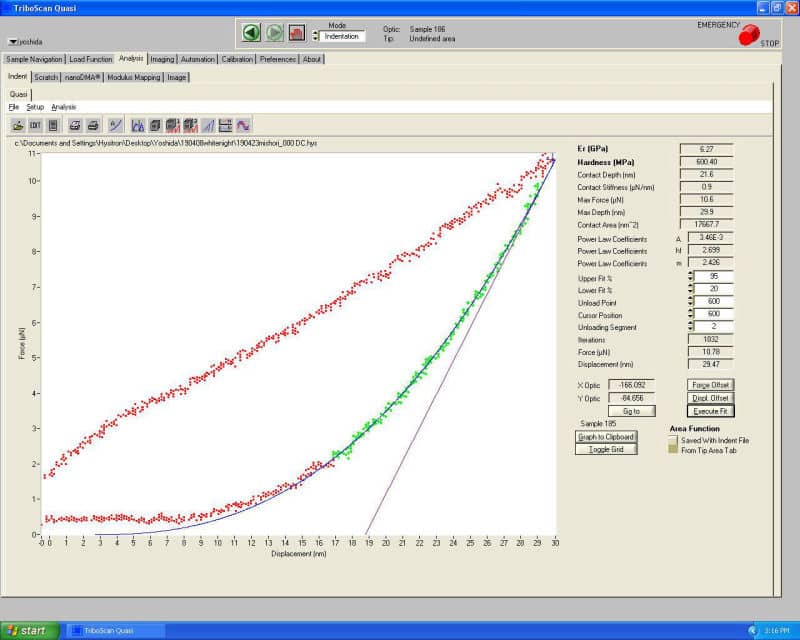 TriboScan Quasi
yoshida
Mode
Indentation
Optic: Sample 186
Tip: Undefined area
EMERGENCY
STOP
Sample Navigation Load Function Analysis Imaging Automation Calibration Preferences About
Indent Scratch nanoDMA® Modulus Mapping Image
Quasi
File Setup Analysis
EDIT
c:\Documents and Settings\Hysitron\Desktop\Yoshida\190408whitenight\190423mishori_000 DC.hys
Er (GPa) 6.27
Hardness (MPa) 600.40
Contact Depth (nm) 21.6
Contact Stiffness (µN/nm) 0.9
Max Force (µN) 10.6
Max Depth (nm) 29.9
Contact Area (nm^2) 17667.7
Power Law Coefficients A 3.46E-3
Power Law Coefficients hf 2.699
Power Law Coefficients m 2.426
Upper Fit % 95
Lower Fit % 20
Unload Point 600
Cursor Position 600
Unloading Segment 2
Iterations 1032
Force (µN) 10.78
Displacement (nm) 29.47
X Optic -166.092 Force Offset
Y Optic -84.656 Displ. Offset
Go to Execute Fit
Sample 185
Graph to Clipboard
Toggle Grid
Area Function
Saved With Indent File
From Tip Area Tab
11
10
9
8
7
6
5
4
3
2
1
0
Force (µN)
-0 0 1 2 3 4 5 6 7 8 9 10 11 12 13 14 15 16 17 18 19 20 21 22 23 24 25 26 27 28 29 30
Displacement (nm)
start TriboScan Quasi 3:16 PM